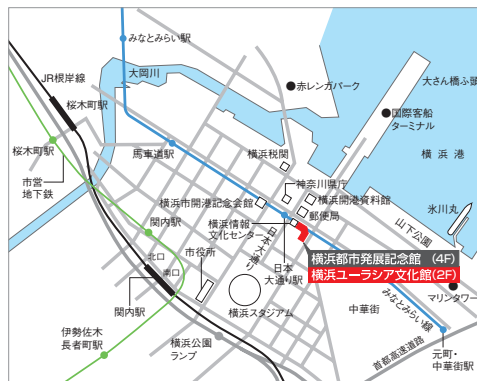 みなとみらい駅
JR根岸線
大岡川
赤レンガパーク
大さん橋ふ頭
桜木町駅
国際客船
ターミナル
桜木町駅
馬車道駅
横浜税関
横浜港
市営
地下鉄
神奈川県庁
横浜市開港記念会館
横浜開港資料館
氷川丸
関内駅
横浜情報
文化センター
郵便局
山下公園
日本大通り
北口
市役所
日本
大通り駅
横浜都市発展記念館 (4F)
南口
横浜ユーラシア文化館(2F)
関内駅
横浜スタジアム
みなとみらい線
マリンタワー
中華街
伊勢佐木
長者町駅
横浜公園
ランプ
首都高速道路
元町・
中華街駅